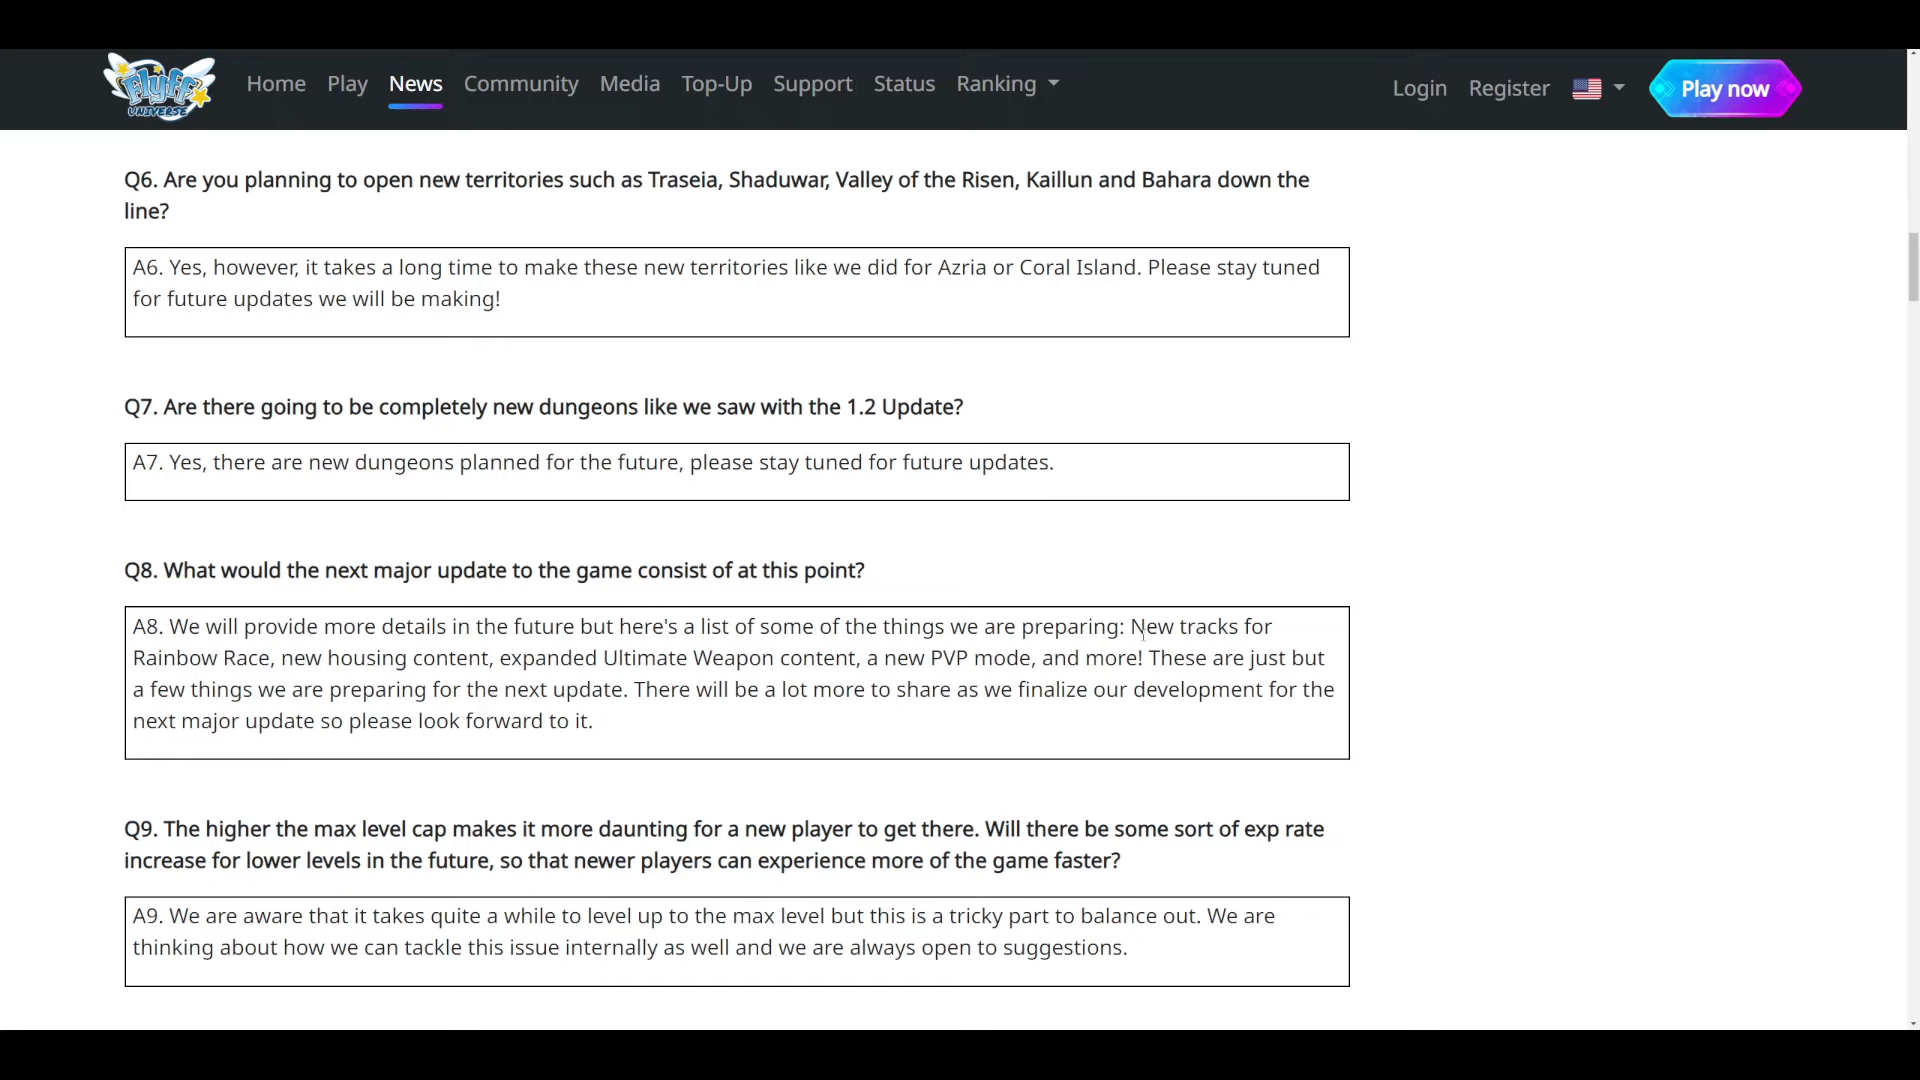 Flyff
UNIVERSE
Home Play News Community Media Top-Up Support Status Ranking Login Register Play now
Q6. Are you planning to open new territories such as Traseia, Shaduwar, Valley of the Risen, Kaillun and Bahara down the
line?
A6. Yes, however, it takes a long time to make these new territories like we did for Azria or Coral Island. Please stay tuned
for future updates we will be making!
Q7. Are there going to be completely new dungeons like we saw with the 1.2 Update?
A7. Yes, there are new dungeons planned for the future, please stay tuned for future updates.
Q8. What would the next major update to the game consist of at this point?
A8. We will provide more details in the future but here's a list of some of the things we are preparing: New tracks for
Rainbow Race, new housing content, expanded Ultimate Weapon content, a new PVP mode, and more! These are just but
a few things we are preparing for the next update. There will be a lot more to share as we finalize our development for the
next major update so please look forward to it.
Q9. The higher the max level cap makes it more daunting for a new player to get there. Will there be some sort of exp rate
increase for lower levels in the future, so that newer players can experience more of the game faster?
A9. We are aware that it takes quite a while to level up to the max level but this is a tricky part to balance out. We are
thinking about how we can tackle this issue internally as well and we are always open to suggestions.